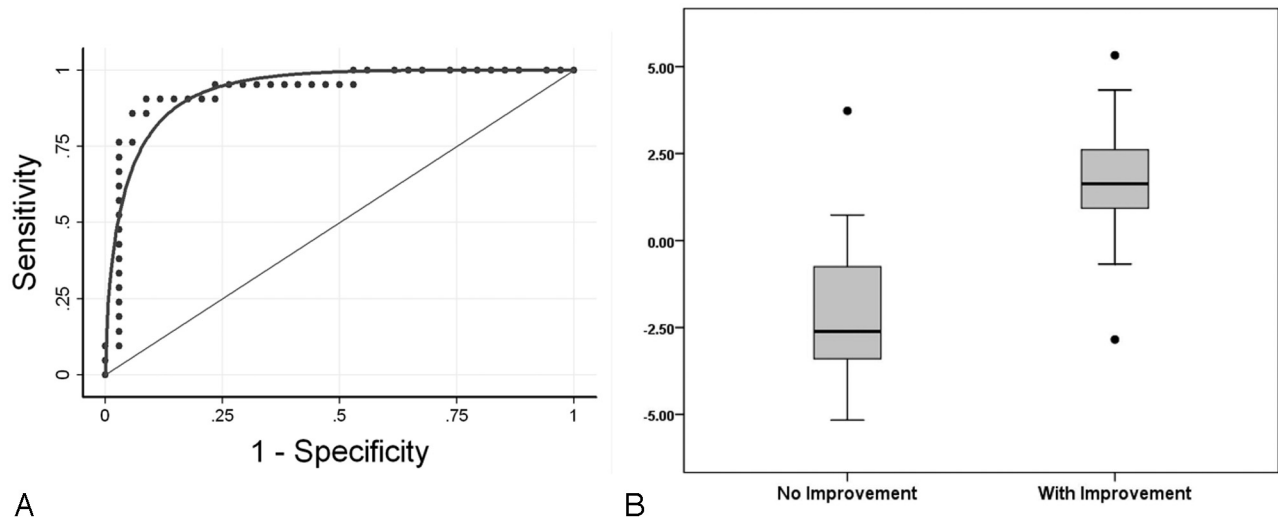 1
.75
.5
.25
0
Sensitivity
0 .25 .5 .75 1
1 - Specificity
A
5.00
2.50
0.00
-2.50
-5.00
No Improvement With Improvement
B